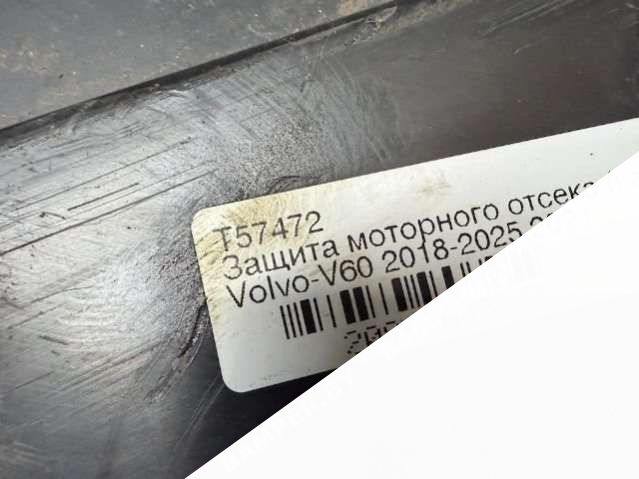 T57472
Защита моторного отсека
Volvo-V60 2018-2025